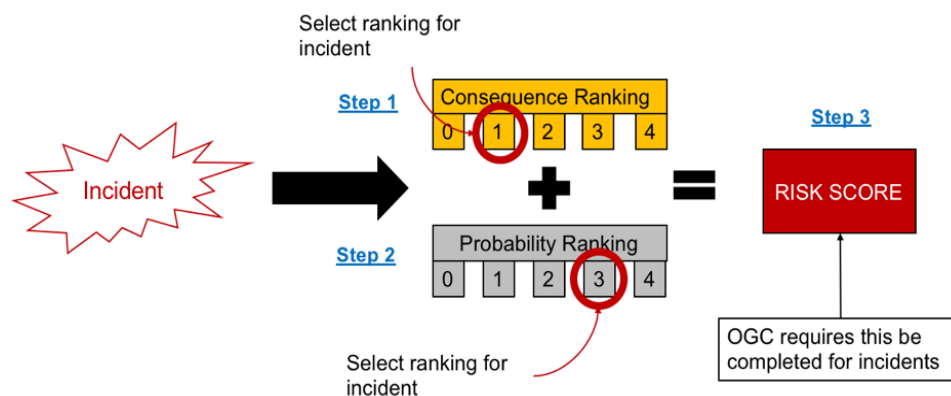 Select ranking for
incident
Step 1
Consequence Ranking
0 1 2 3 4
Step 3
Incident
RISK SCORE
Step 2
Probability Ranking
0 1 2 3 4
OGC requires this be
completed for incidents
Select ranking for
incident